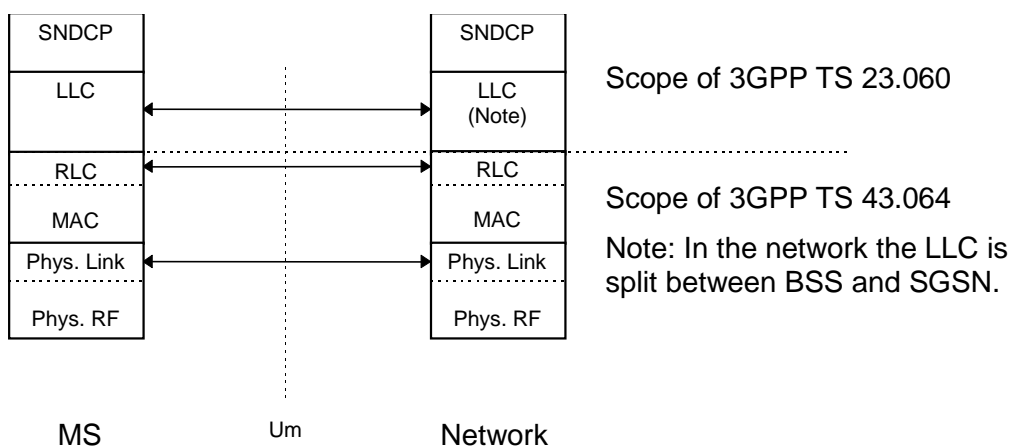 SNDCP
LLC
RLC
MAC
Phys. Link
Phys. RF
MS
Um
SNDCP
LLC
(Note)
RLC
MAC
Phys. Link
Phys. RF
Network
Scope of 3GPP TS 23.060
Scope of 3GPP TS 43.064
Note: In the network the LLC is
split between BSS and SGSN.